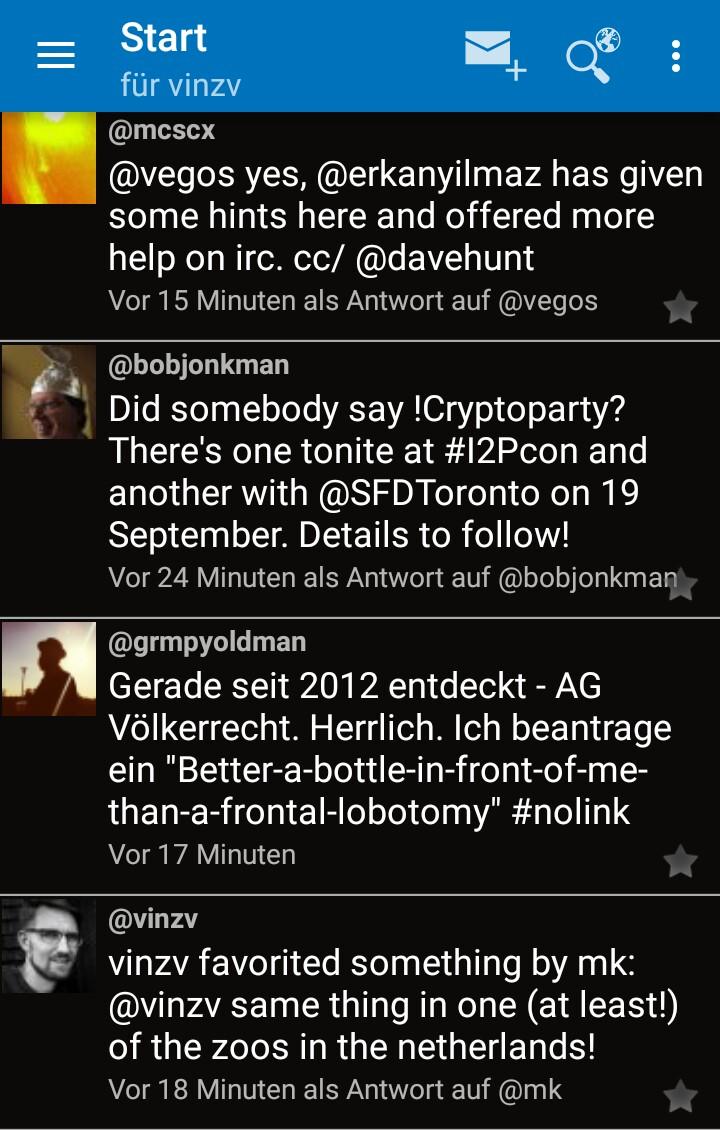 Start
für vinzv
@mcscx
@vegos yes, @erkanyilmaz has given
some hints here and offered more
help on irc. cc/ @davehunt
Vor 15 Minuten als Antwort auf @vegos
@bobjonkman
Did somebody say !Cryptoparty?
There's one tonite at #I2Pcon and
another with @SFDToronto on 19
September. Details to follow!
Vor 24 Minuten als Antwort auf @bobjonkman
@grmpyoldman
Gerade seit 2012 entdeckt - AG
Völkerrecht. Herrlich. Ich beantrage
ein "Better-a-bottle-in-front-of-me-
than-a-frontal-lobotomy" #nolink
Vor 17 Minuten
@vinzv
vinzv favorited something by mk:
@vinzv same thing in one (at least!)
of the zoos in the netherlands!
Vor 18 Minuten als Antwort auf @mk